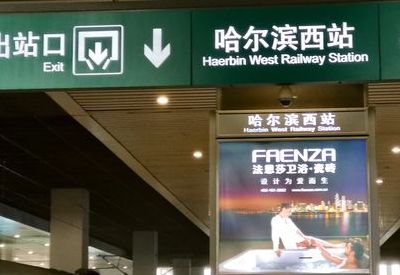 出站口
Exit
哈尔滨西站
Haerbin West Railway Station
哈尔滨西站
Haerbin West Railway Station
FAENZA
法恩莎卫浴·瓷砖
设计为爱而生